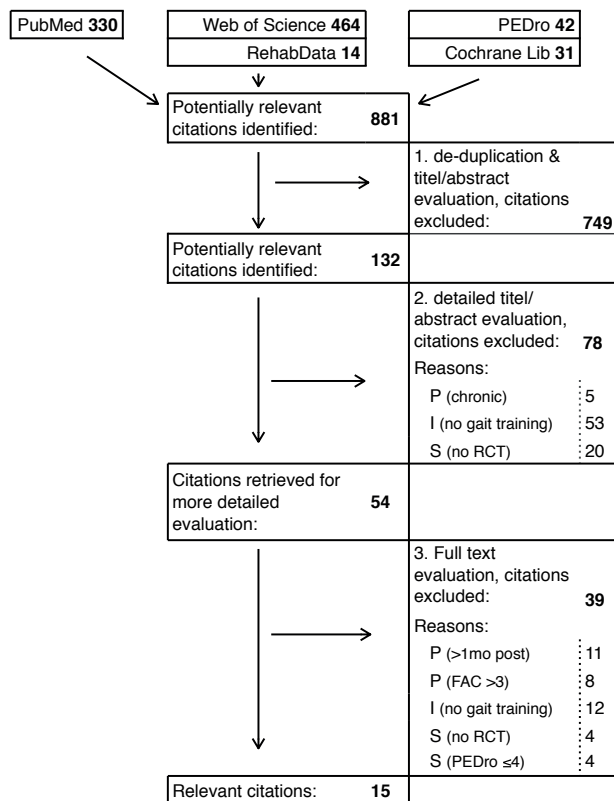 PubMed 330
Web of Science 464
RehabData 14
PEDro 42
Cochrane Lib 31
Potentially relevant
citations identified: 881
1. de-duplication &
titel/abstract
evaluation, citations
excluded: 749
Potentially relevant
citations identified: 132
2. detailed titel/
abstract evaluation,
citations excluded: 78
Reasons:
P (chronic) 5
I (no gait training) 53
S (no RCT) 20
Citations retrieved for
more detailed 54
evaluation:
3. Full text
evaluation, citations
excluded: 39
Reasons:
P (>1mo post) 11
P (FAC >3) 8
I (no gait training) 12
S (no RCT) 4
S (PEDro ≤4) 4
Relevant citations: 15